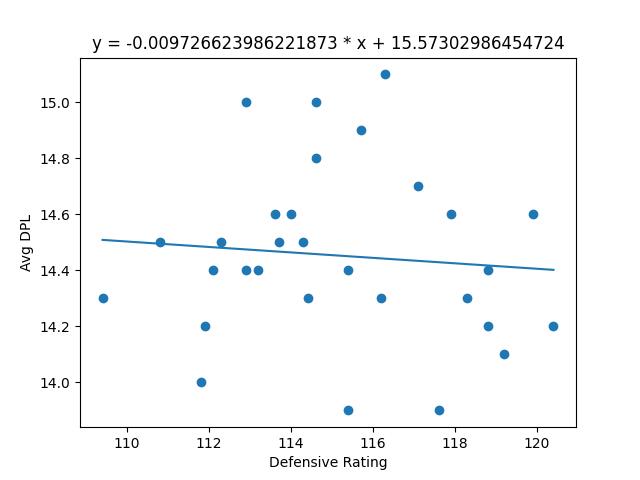 y = -0.009726623986221873 * x + 15.57302986454724
15.0
14.8
14.6
14.4
14.2
14.0
Avg DPL
110 112 114 116 118 120
Defensive Rating